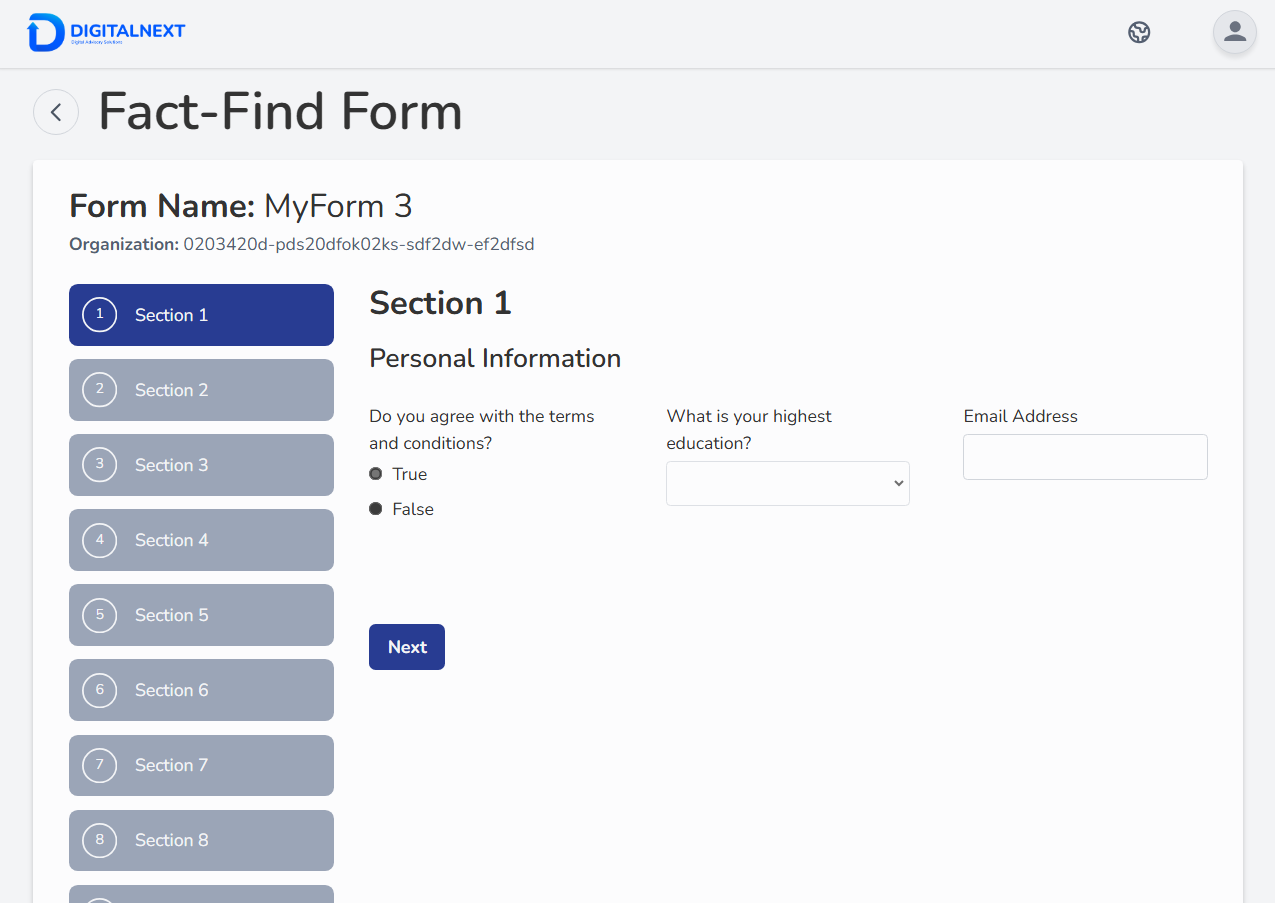 DIGITALNEXT
Digital Advisory Solutions
Fact-Find Form
Form Name: MyForm 3
Organization: 0203420d-pds20dfok02ks-sdf2dw-ef2dfsd
1 Section 1
2 Section 2
3 Section 3
4 Section 4
5 Section 5
6 Section 6
7 Section 7
8 Section 8
Section 1
Personal Information
Do you agree with the terms
and conditions?
True
False
What is your highest
education?
Email Address
Next